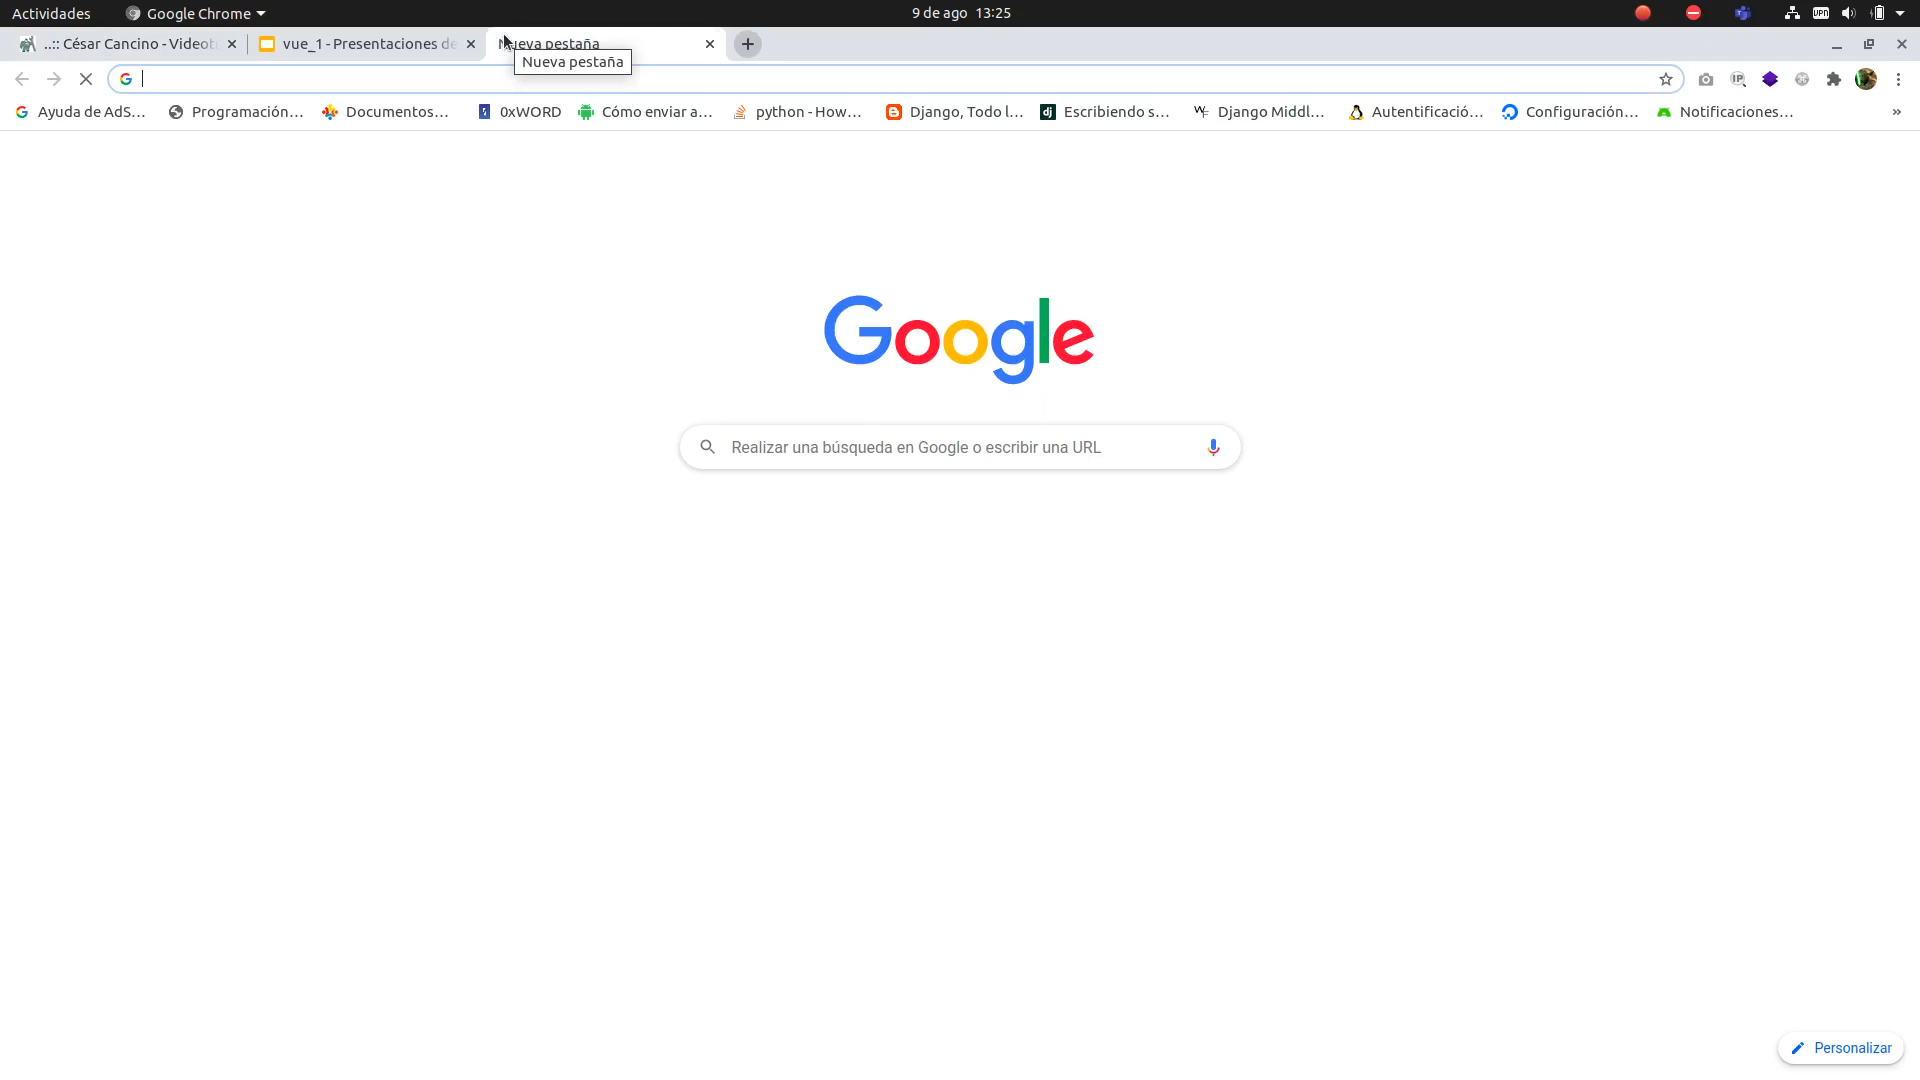 Actividades Google Chrome 9 de ago 13:25
..:: César Cancino - Videot vue_1 - Presentaciones de Nueva pestaña
Nueva pestaña
Ayuda de AdS... Programación... Documentos... 0xWORD Cómo enviar a... python - How... Django, Todo l... Escribiendo s... Django Middl... Autentificació... Configuración... Notificaciones... »
Google
Realizar una búsqueda en Google o escribir una URL
Personalizar